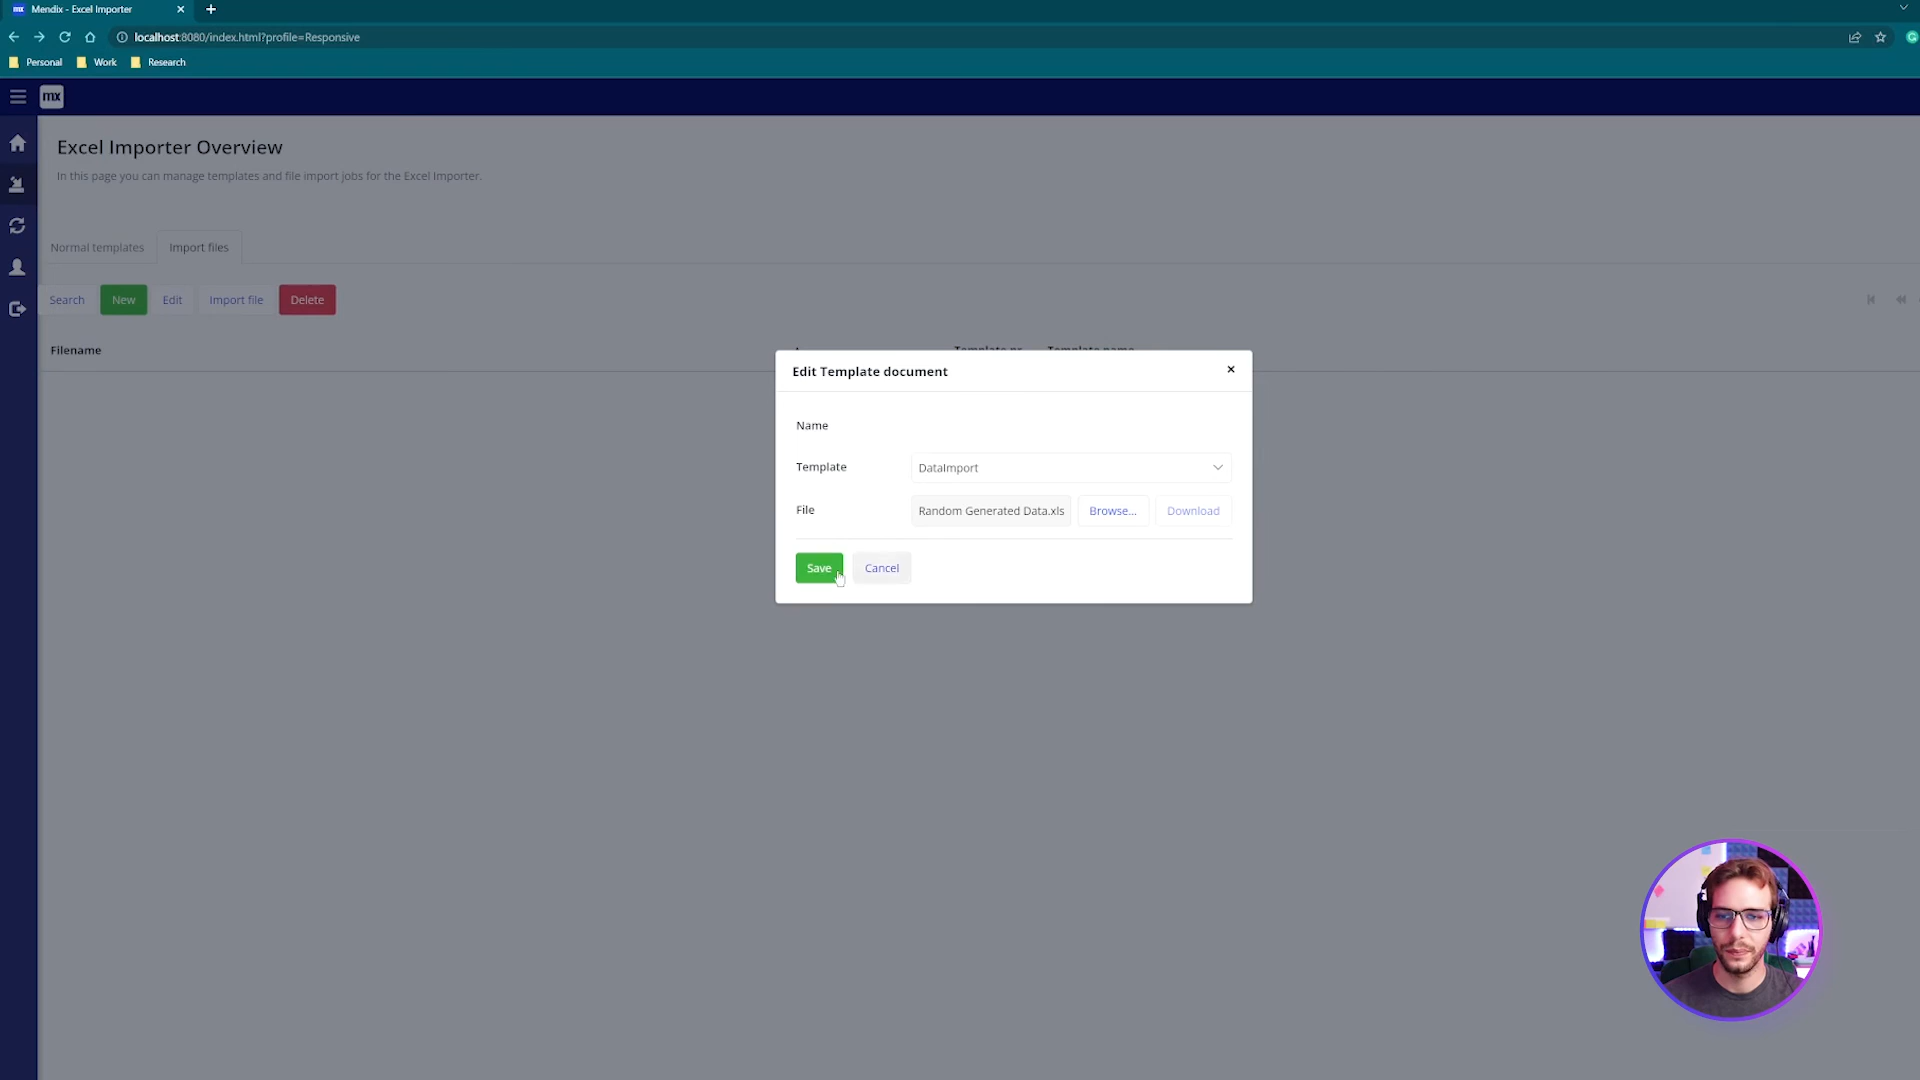 mx Mendix - Excel Importer
localhost:8080/index.html?profile=Responsive
Personal Work Research
mx
Excel Importer Overview
In this page you can manage templates and file import jobs for the Excel Importer.
Normal templates Import files
Search New Edit Import file Delete
Filename Template nr Template name
Edit Template document
Name
Template DataImport
File Random Generated Data.xls Browse... Download
Save Cancel